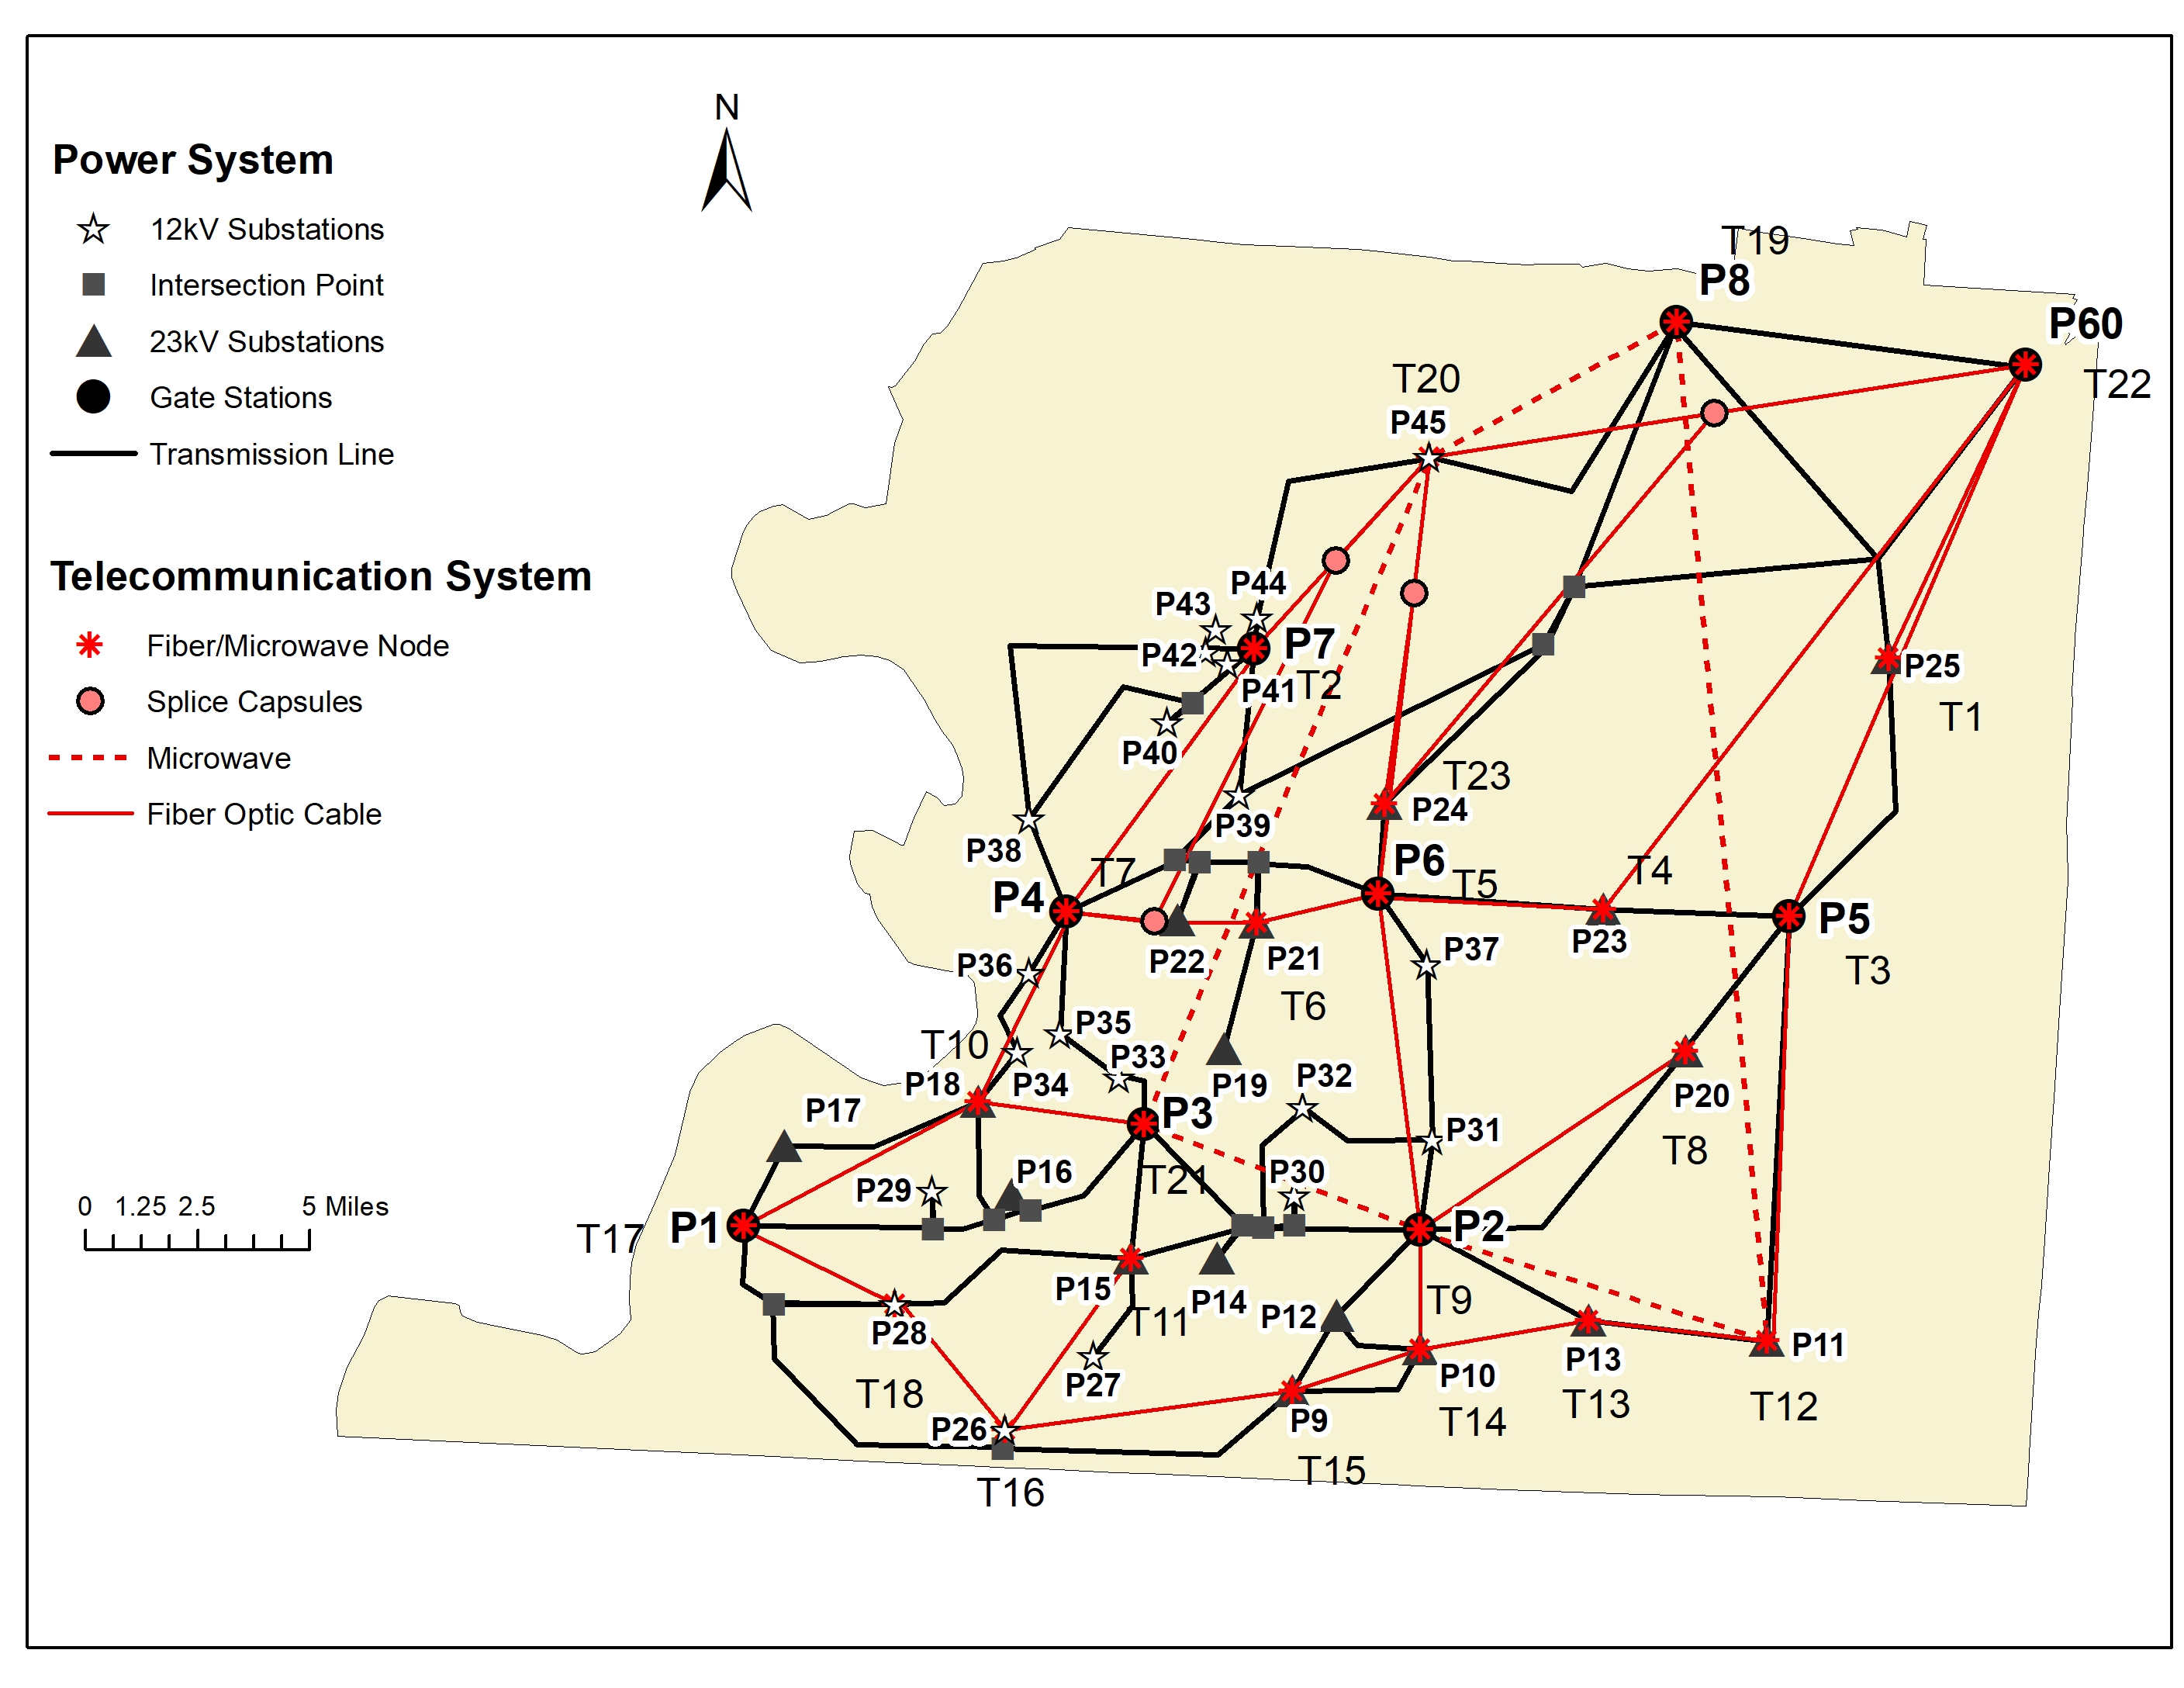 N
Power System
12kV Substations
Intersection Point
23kV Substations
Gate Stations
Transmission Line
Telecommunication System
Fiber/Microwave Node
Splice Capsules
Microwave
Fiber Optic Cable
0 1.25 2.5 5 Miles
T19
P8
P60
T22
T20
P45
P44
P43
P7
P42
P41
T2
P25
T1
P40
T23
P24
P39
P38
T7
P6
T5
T4
P4
P5
P23
P37
P36
P22
P21
T3
T6
P35
T10
P33
P34
P18
P19
P32
P20
P17
P3
P31
T8
P16
P30
T21
P29
P1
T17
P2
P15
P14
T9
P12
T11
P28
P11
P13
P27
P10
T18
T13
T12
P26
P9
T14
T15
T16